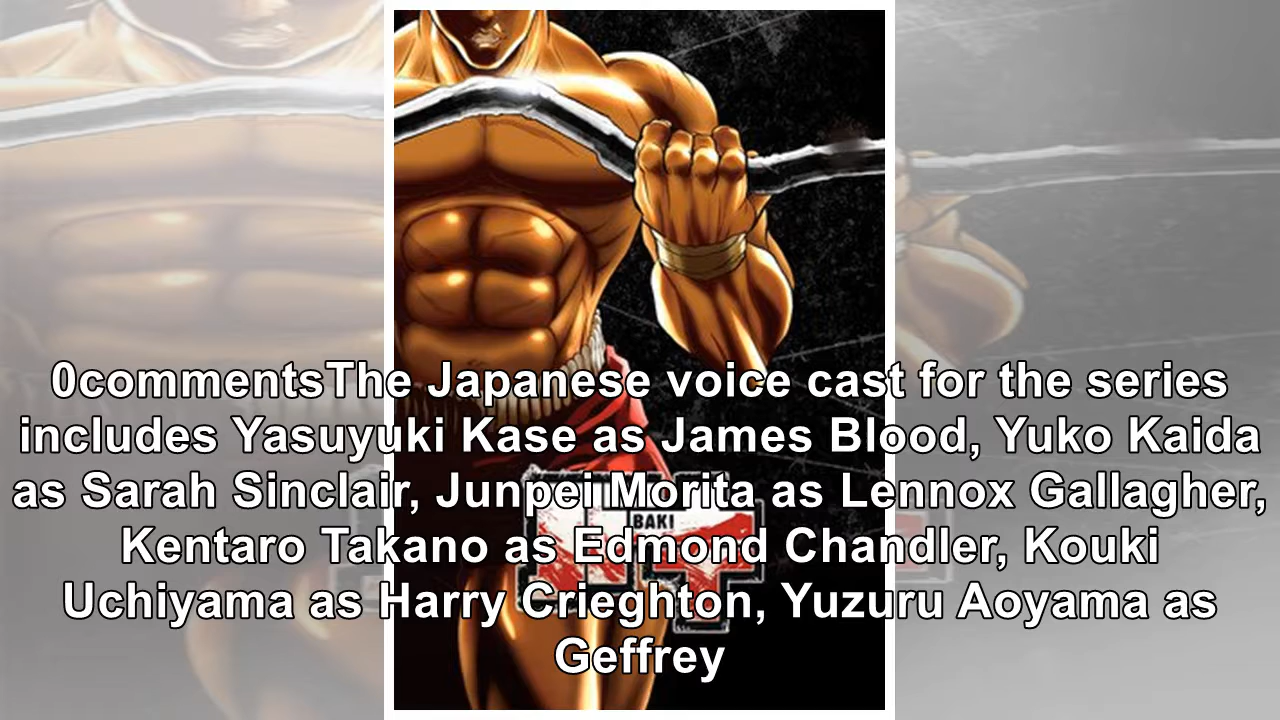 0commentsThe Japanese voice cast for the series
includes Yasuyuki Kase as James Blood, Yuko Kaida
as Sarah Sinclair, Junpei Morita as Lennox Gallagher,
BAKI
Kentaro Takano as Edmond Chandler, Kouki
Uchiyama as Harry Crieghton, Yuzuru Aoyama as
Geffrey